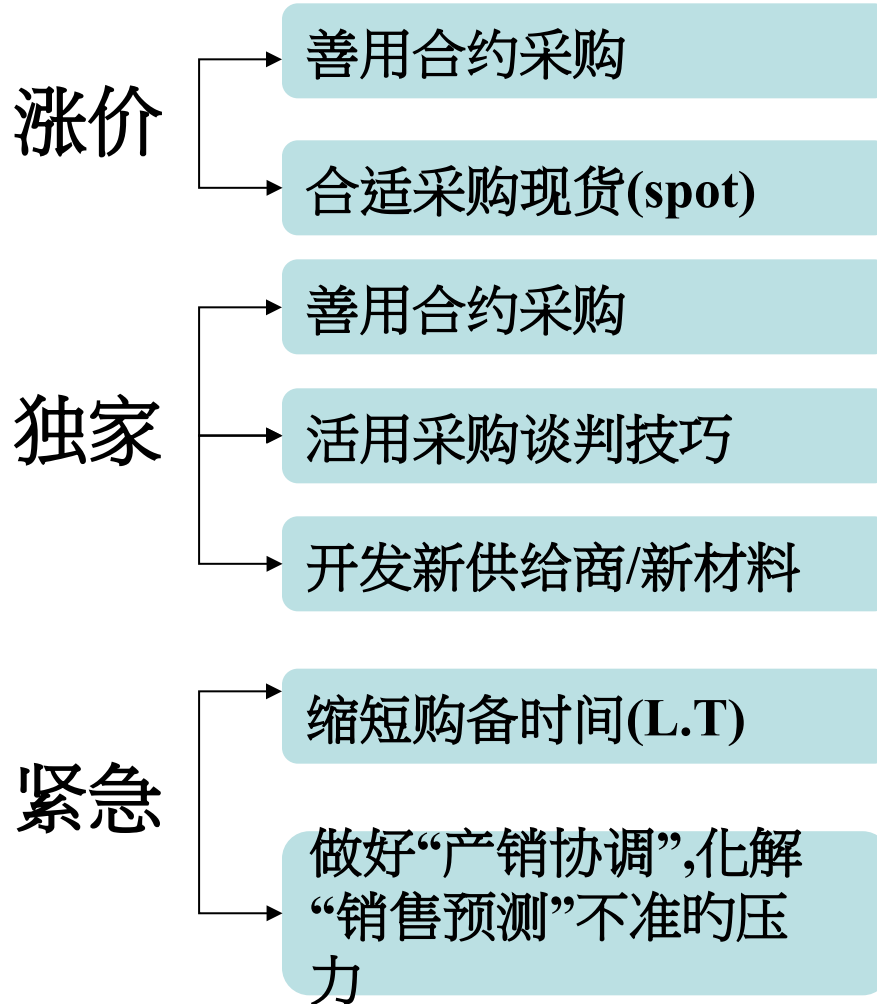 涨价
善用合约采购
合适采购现货(spot)
独家
善用合约采购
活用采购谈判技巧
开发新供给商/新材料
紧急
缩短购备时间(L.T)
做好“产销协调”,化解
“销售预测”不准旳压
力